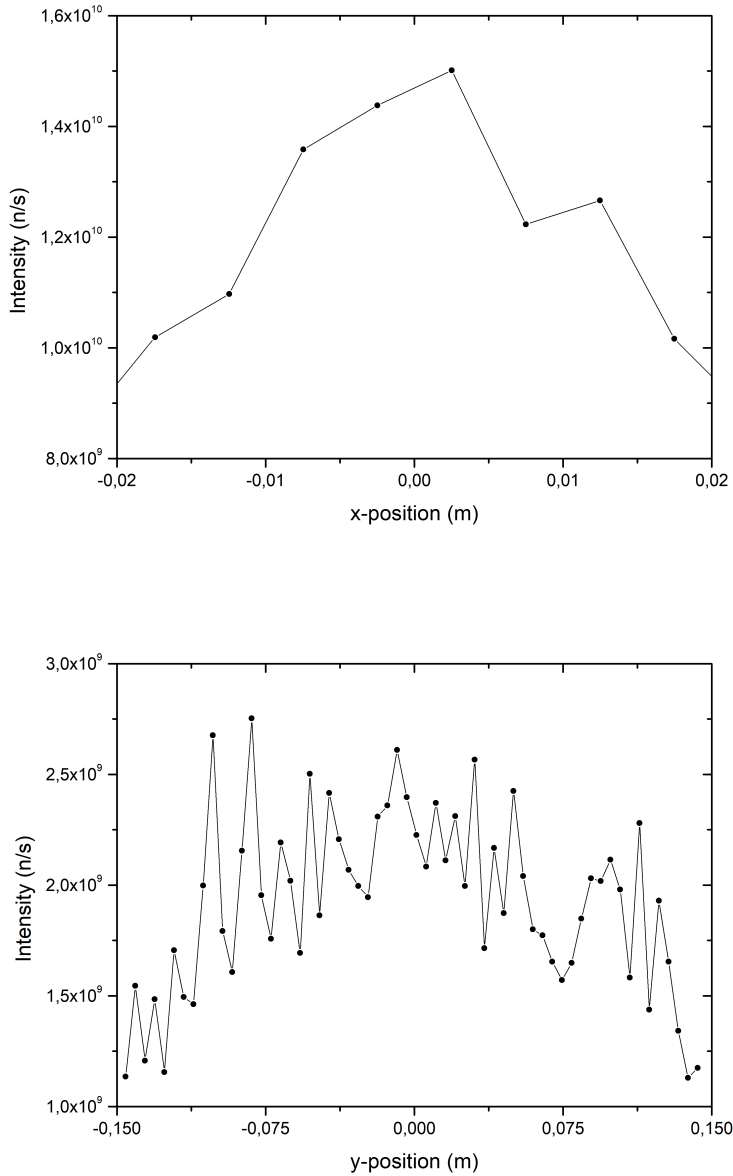 1,6x10¹⁰
1,4x10¹⁰
1,2x10¹⁰
1,0x10¹⁰
8,0x10⁹
Intensity (n/s)
-0,02 -0,01 0,00 0,01 0,02
x-position (m)
3,0x10⁹
2,5x10⁹
2,0x10⁹
1,5x10⁹
1,0x10⁹
Intensity (n/s)
-0,150 -0,075 0,000 0,075 0,150
y-position (m)